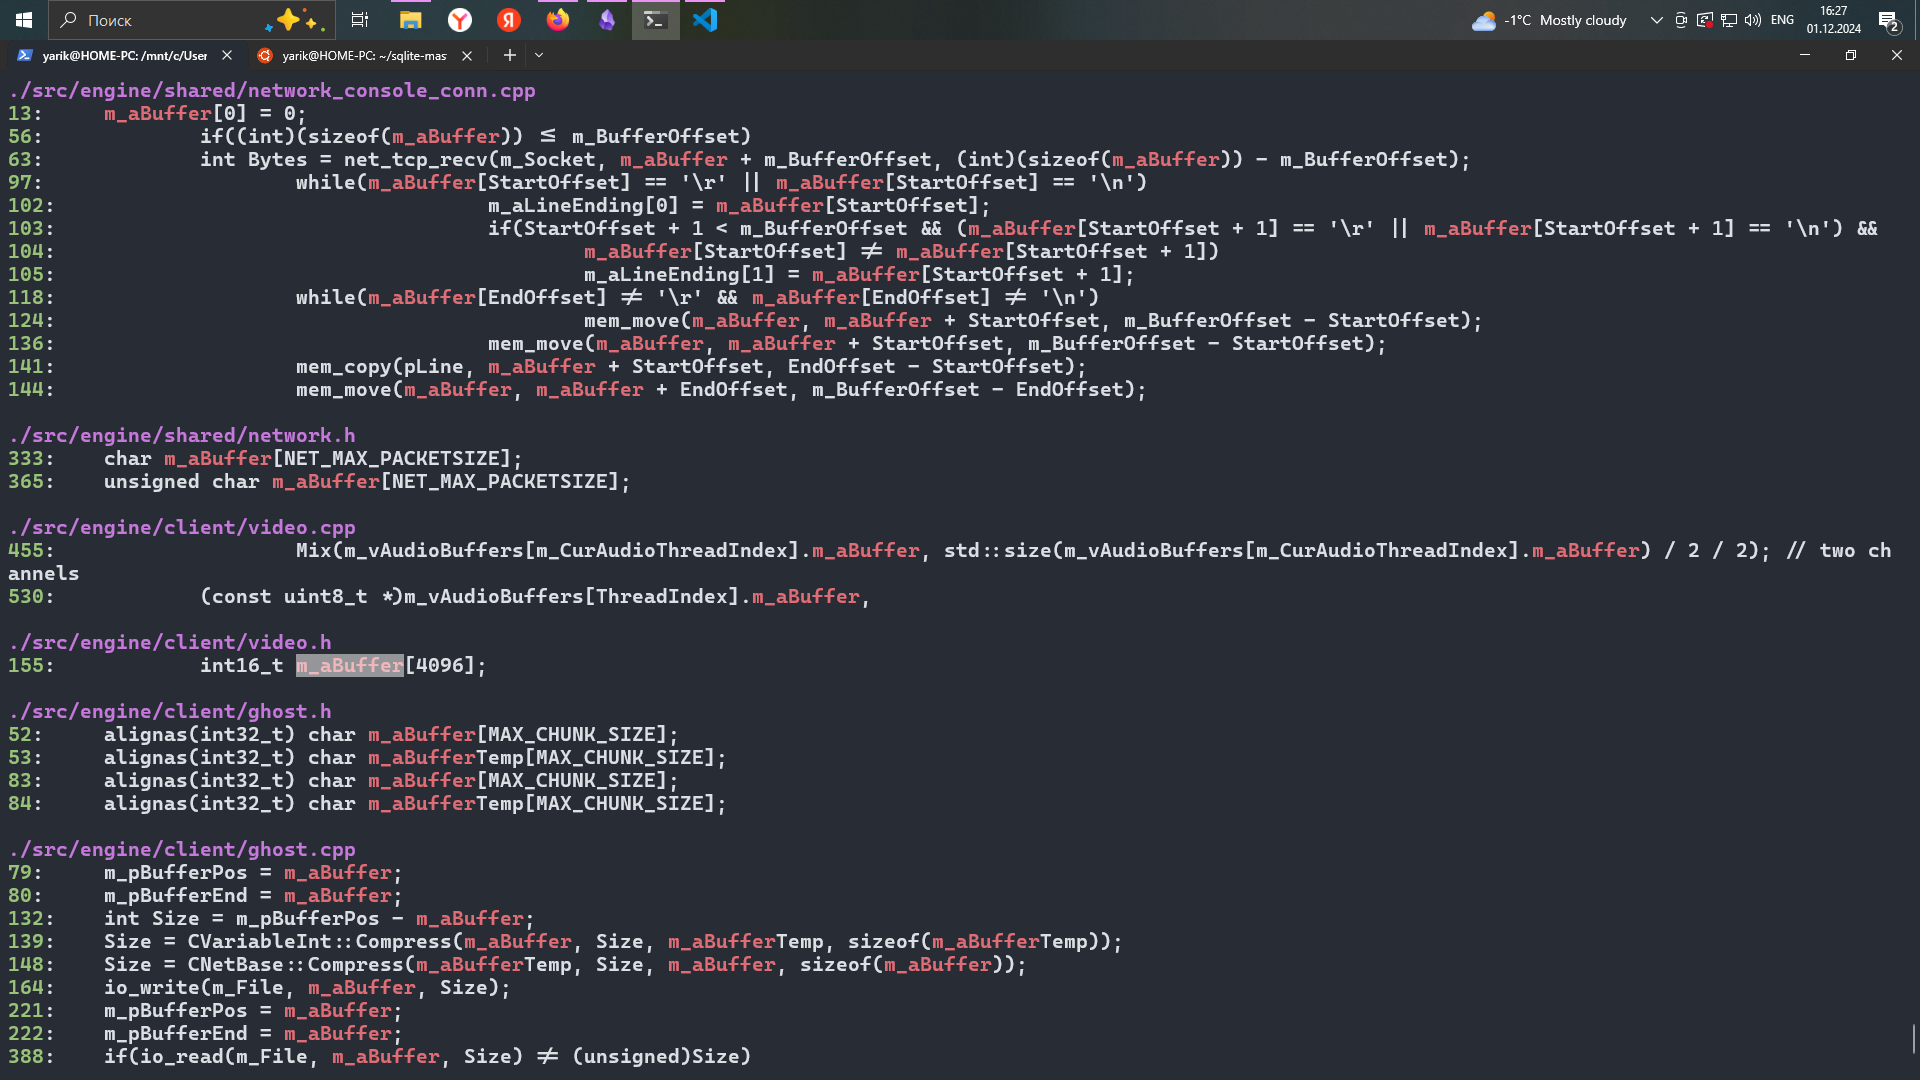 Поиск
-1°C Mostly cloudy
ENG
16:27
01.12.2024
2
yarik@HOME-PC: /mnt/c/User
yarik@HOME-PC: ~/sqlite-mas
./src/engine/shared/network_console_conn.cpp
13: m_aBuffer[0] = 0;
56: if((int)(sizeof(m_aBuffer)) ≤ m_BufferOffset)
63: int Bytes = net_tcp_recv(m_Socket, m_aBuffer + m_BufferOffset, (int)(sizeof(m_aBuffer)) - m_BufferOffset);
97: while(m_aBuffer[StartOffset] == '\r' || m_aBuffer[StartOffset] == '\n')
102: m_aLineEnding[0] = m_aBuffer[StartOffset];
103: if(StartOffset + 1 < m_BufferOffset && (m_aBuffer[StartOffset + 1] == '\r' || m_aBuffer[StartOffset + 1] == '\n') &&
104: m_aBuffer[StartOffset] ≠ m_aBuffer[StartOffset + 1])
105: m_aLineEnding[1] = m_aBuffer[StartOffset + 1];
118: while(m_aBuffer[EndOffset] ≠ '\r' && m_aBuffer[EndOffset] ≠ '\n')
124: mem_move(m_aBuffer, m_aBuffer + StartOffset, m_BufferOffset - StartOffset);
136: mem_move(m_aBuffer, m_aBuffer + StartOffset, m_BufferOffset - StartOffset);
141: mem_copy(pLine, m_aBuffer + StartOffset, EndOffset - StartOffset);
144: mem_move(m_aBuffer, m_aBuffer + EndOffset, m_BufferOffset - EndOffset);
./src/engine/shared/network.h
333: char m_aBuffer[NET_MAX_PACKETSIZE];
365: unsigned char m_aBuffer[NET_MAX_PACKETSIZE];
./src/engine/client/video.cpp
455: Mix(m_vAudioBuffers[m_CurAudioThreadIndex].m_aBuffer, std::size(m_vAudioBuffers[m_CurAudioThreadIndex].m_aBuffer) / 2 / 2); // two ch
annels
530: (const uint8_t *)m_vAudioBuffers[ThreadIndex].m_aBuffer,
./src/engine/client/video.h
155: int16_t m_aBuffer[4096];
./src/engine/client/ghost.h
52: alignas(int32_t) char m_aBuffer[MAX_CHUNK_SIZE];
53: alignas(int32_t) char m_aBufferTemp[MAX_CHUNK_SIZE];
83: alignas(int32_t) char m_aBuffer[MAX_CHUNK_SIZE];
84: alignas(int32_t) char m_aBufferTemp[MAX_CHUNK_SIZE];
./src/engine/client/ghost.cpp
79: m_pBufferPos = m_aBuffer;
80: m_pBufferEnd = m_aBuffer;
132: int Size = m_pBufferPos - m_aBuffer;
139: Size = CVariableInt::Compress(m_aBuffer, Size, m_aBufferTemp, sizeof(m_aBufferTemp));
148: Size = CNetBase::Compress(m_aBufferTemp, Size, m_aBuffer, sizeof(m_aBuffer));
164: io_write(m_File, m_aBuffer, Size);
221: m_pBufferPos = m_aBuffer;
222: m_pBufferEnd = m_aBuffer;
388: if(io_read(m_File, m_aBuffer, Size) ≠ (unsigned)Size)